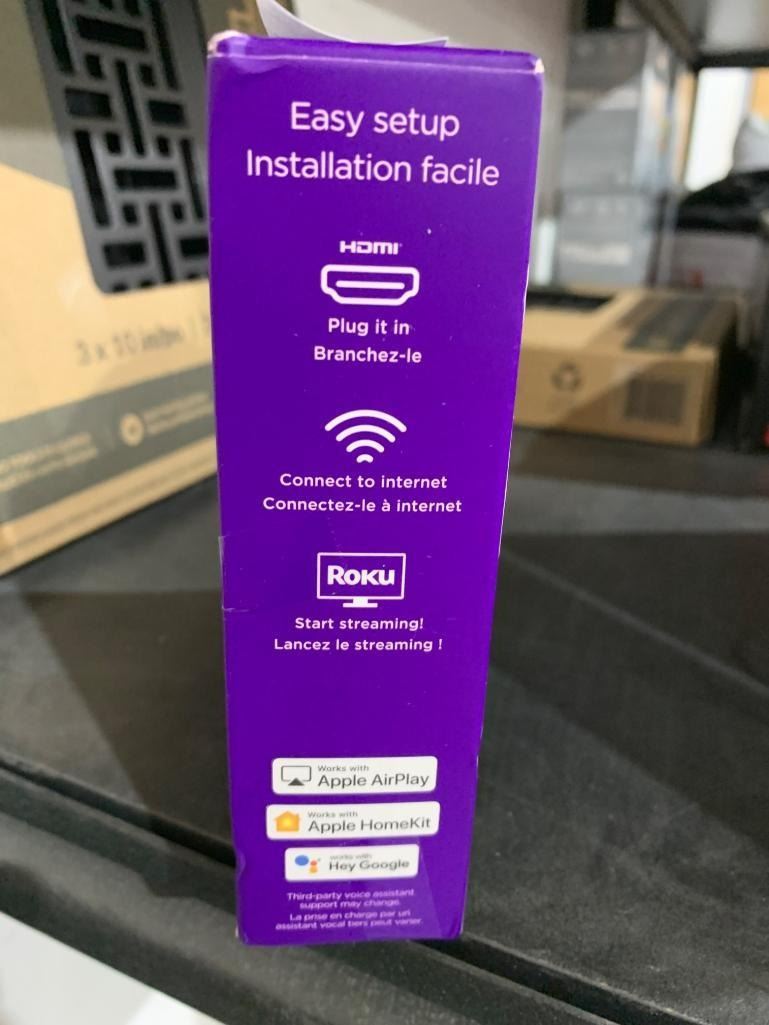 Easy setup
Installation facile
HDMI
Plug it in
Branchez-le
Connect to internet
Connectez-le à internet
ROKU
Start streaming!
Lancez le streaming !
Works with
Apple AirPlay
Works with
Apple HomeKit
works with
Hey Google
Third-party voice assistant
support may change.
La prise en charge par un
assistant vocal tiers peut varier.